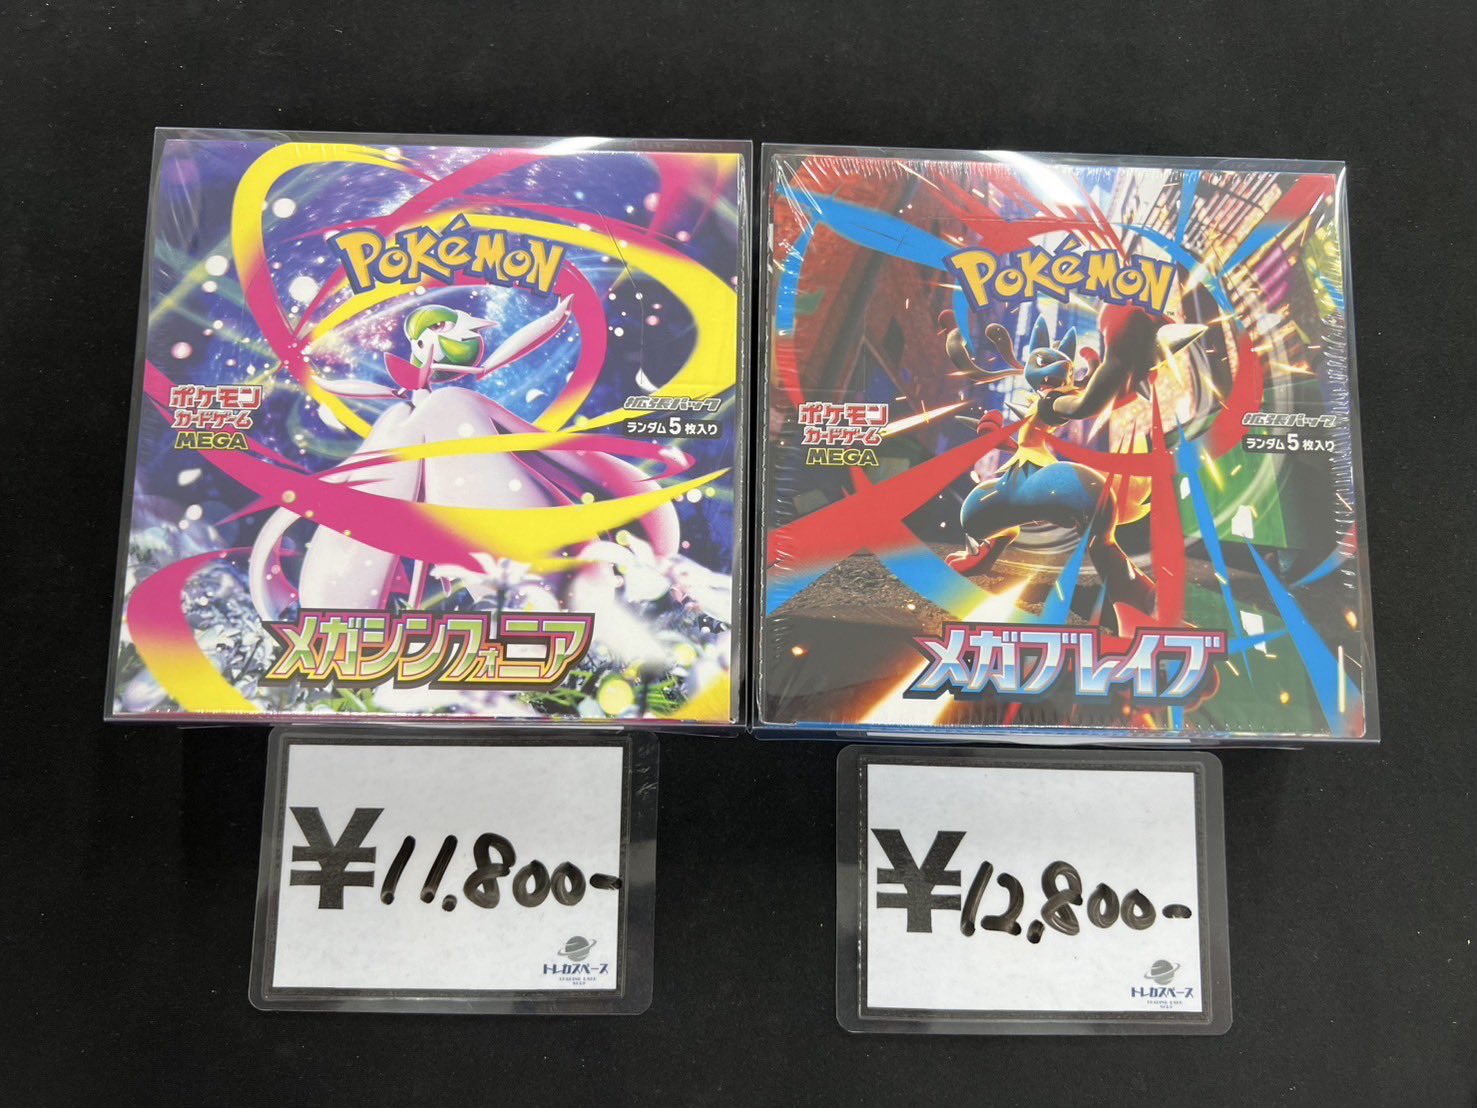 POKéMON
ポケモン
カードゲーム
MEGA
拡張パック
ランダム5枚入り
メガシンフォニア
POKéMON
ポケモン
カードゲーム
MEGA
拡張パック
ランダム5枚入り
メガブレイブ
¥11.800-
トレカスペース
¥12,800-
トレカスペース